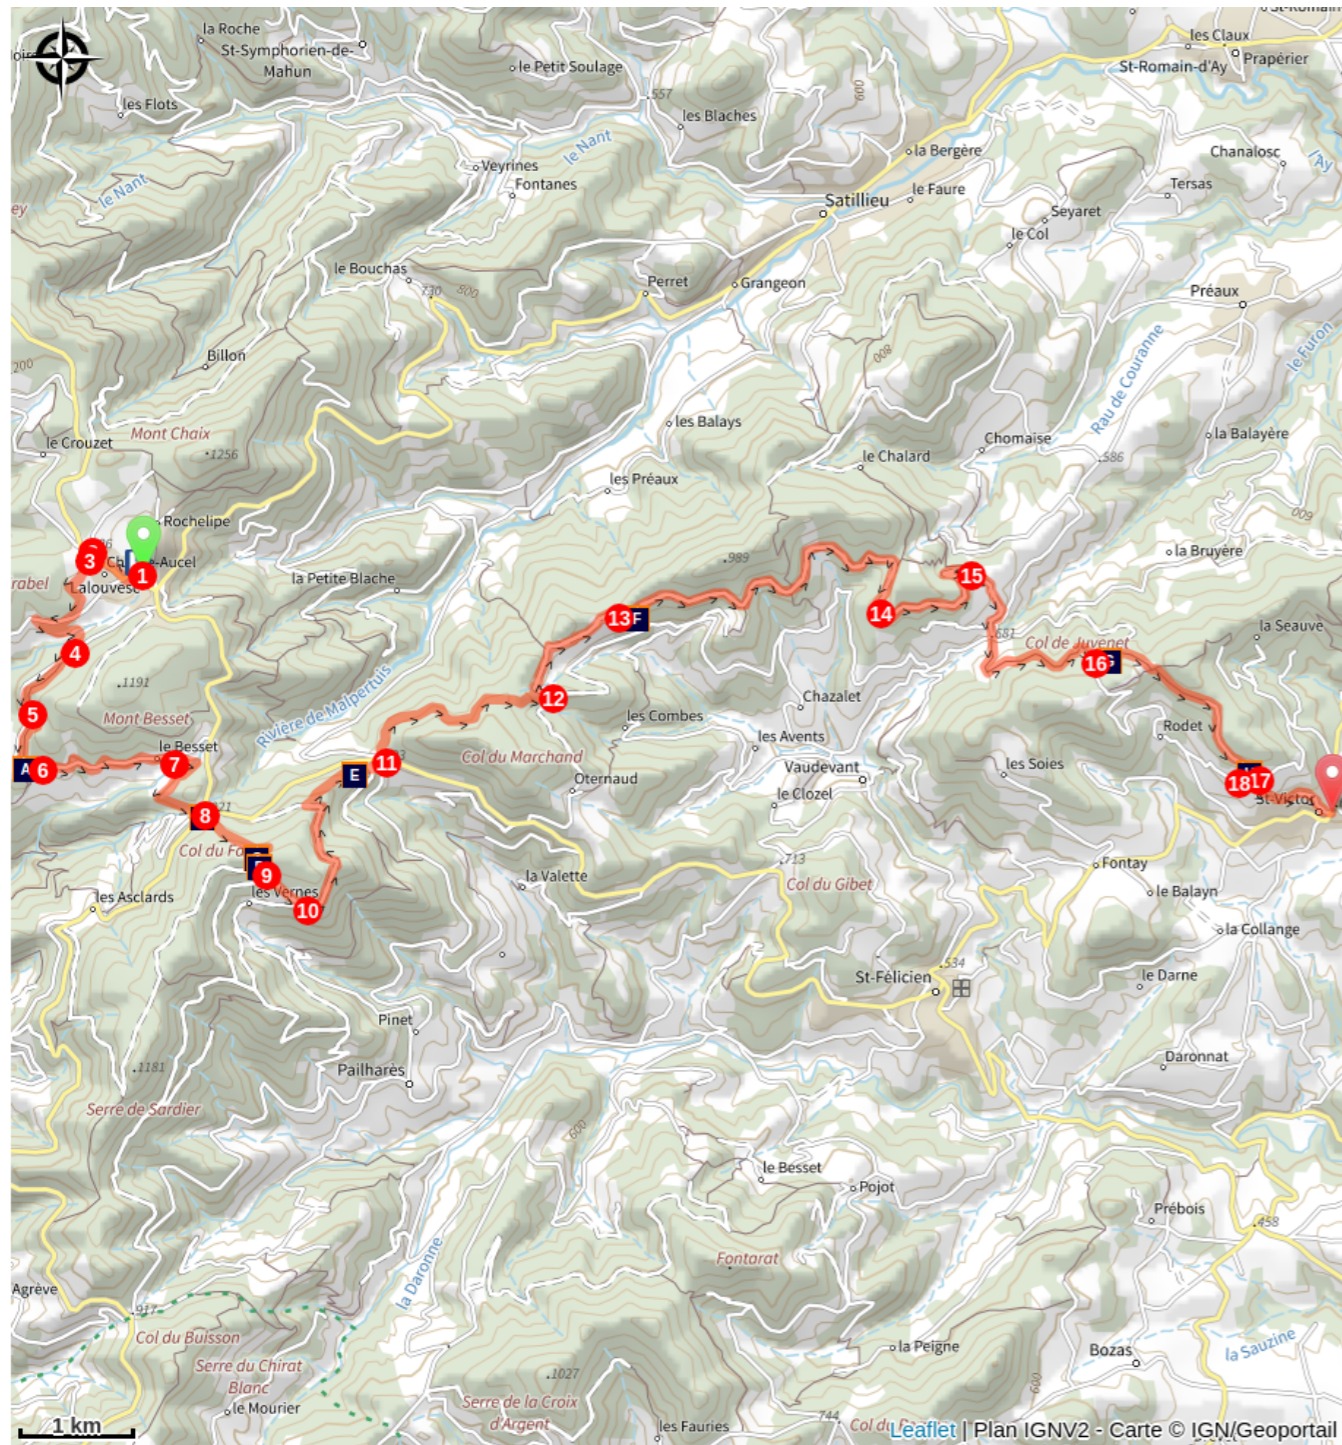 la Roche
St-Symphorien-de-
Mahun
le Petit Soulage
les Claux
St-Romain-d'Ay
Prapérier
les Flots
557
les Blaches
600
le Nant
la Bergère
Chanalosc
l'Ay
Veyrines
Fontanes
le Nant
le Faure
Tersas
Satillieu
Seyaret
le Col
le Bouchas
730
800
Perret
Grangeon
Préaux
le Furon
Billon
200
800
Rau de Couranne
Mont Chaix
1256
les Balays
la Balayère
le Crouzet
Chomaise
le Chalard
586
les Préaux
600
Rochelipe
3
1
Lalouvesc
la Petite Blache
989
la Bruyère
15
13
F
14
la Seauve
681
Col de Juvenet
16
4
1191
12
Chazalet
5
Mont Besset
Rivière de Malpertuis
les Combes
Rodet
le Besset
les Avents
11
Col du Marchand
A
6
7
E
Oternaud
Vaudevant
les Soies
18
17
le Clozel
St-Victor
8
9
les Vernes
la Valette
713
Col du Gibet
Fontay
les Asclards
10
le Balayn
la Collange
534
St-Félicien
le Darne
Pinet
Daronnat
1181
Pailharès
Serre de Sardier
600
le Besset
Pojot
Prébois
458
Fontarat
la Daronne
Agrève
917
Col du Buisson
la Peigne
la Sauzine
Bozas
Serre du Chirat
Blanc
1027
le Mourier
Serre de la Croix
d'Argent
600
1 km
les Fauries
744
Leaflet | Plan IGNV2 - Carte © IGN/Geoportail